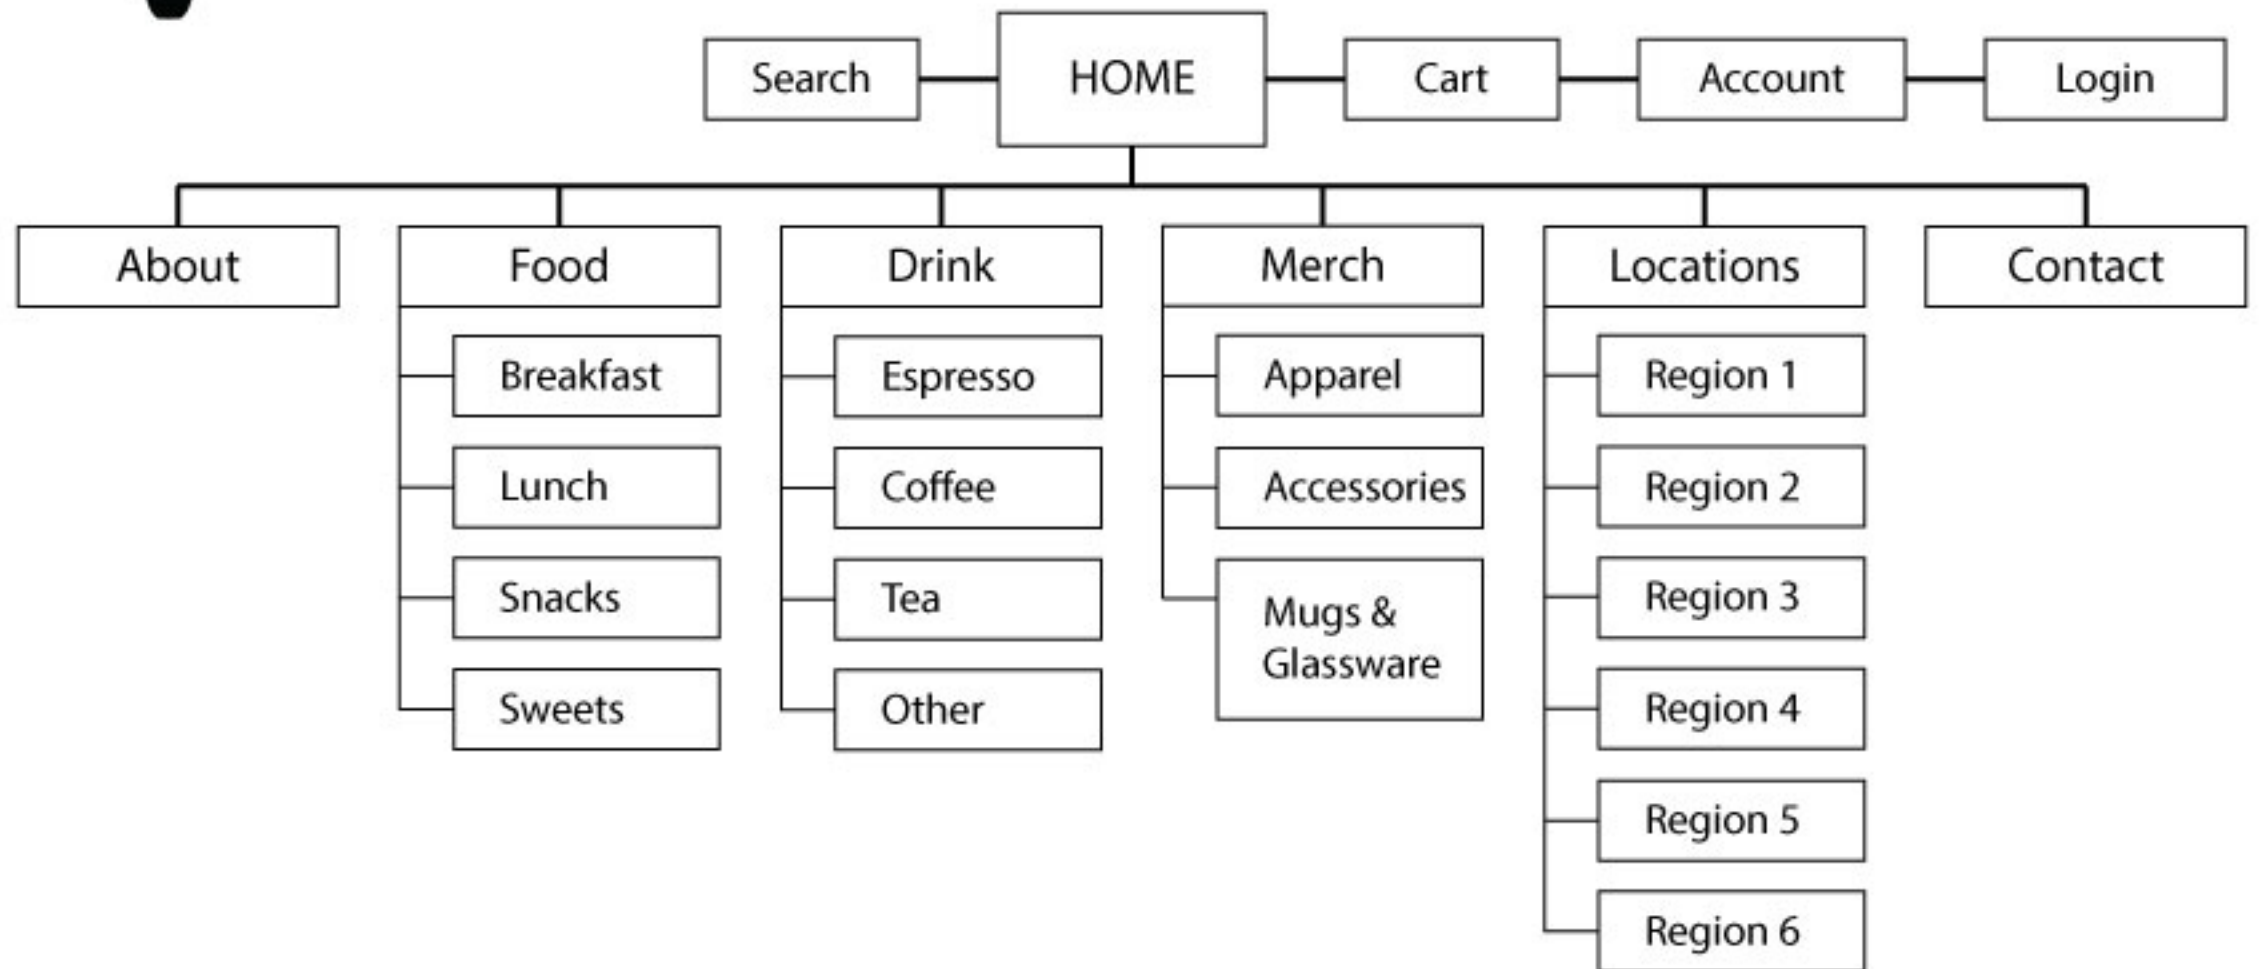 Search
HOME
Cart
Account
Login
About
Food
Drink
Merch
Locations
Contact
Breakfast
Lunch
Snacks
Sweets
Espresso
Coffee
Tea
Other
Apparel
Accessories
Mugs &
Glassware
Region 1
Region 2
Region 3
Region 4
Region 5
Region 6